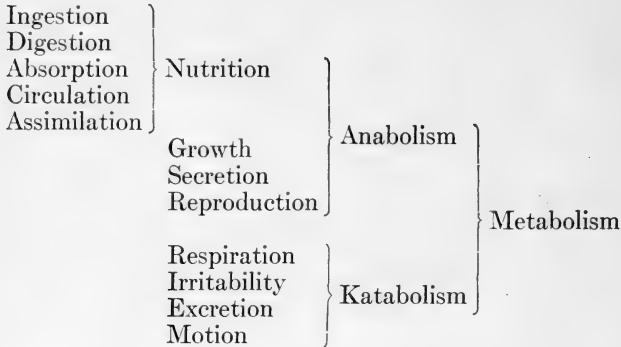 Ingestion
Digestion
Absorption
Circulation
Assimilation
Nutrition
Growth
Secretion
Reproduction
Anabolism
Respiration
Irritability
Excretion
Motion
Katabolism
Metabolism